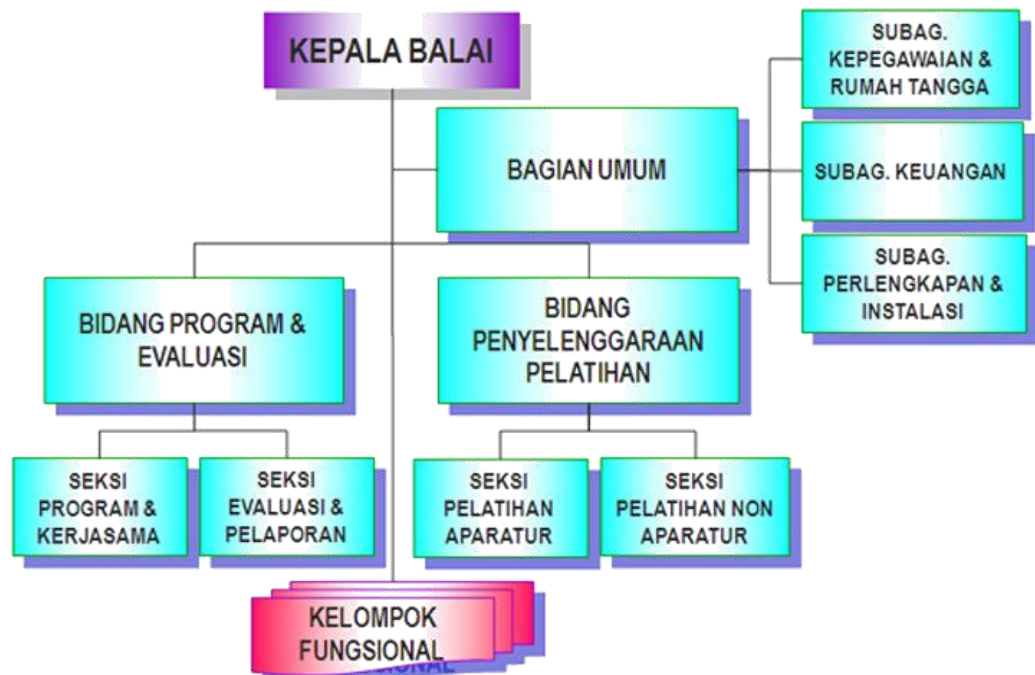 KEPALA BALAI
SUBAG.
KEPEGAWAIAN &
RUMAH TANGGA
BAGIAN UMUM
SUBAG. KEUANGAN
SUBAG.
PERLENGKAPAN &
INSTALASI
BIDANG PROGRAM &
EVALUASI
BIDANG
PENYELENGGARAAN
PELATIHAN
SEKSI
PROGRAM &
KERJASAMA
SEKSI
EVALUASI &
PELAPORAN
SEKSI
PELATIHAN
APARATUR
SEKSI
PELATIHAN NON
APARATUR
KELOMPOK
FUNGSIONAL